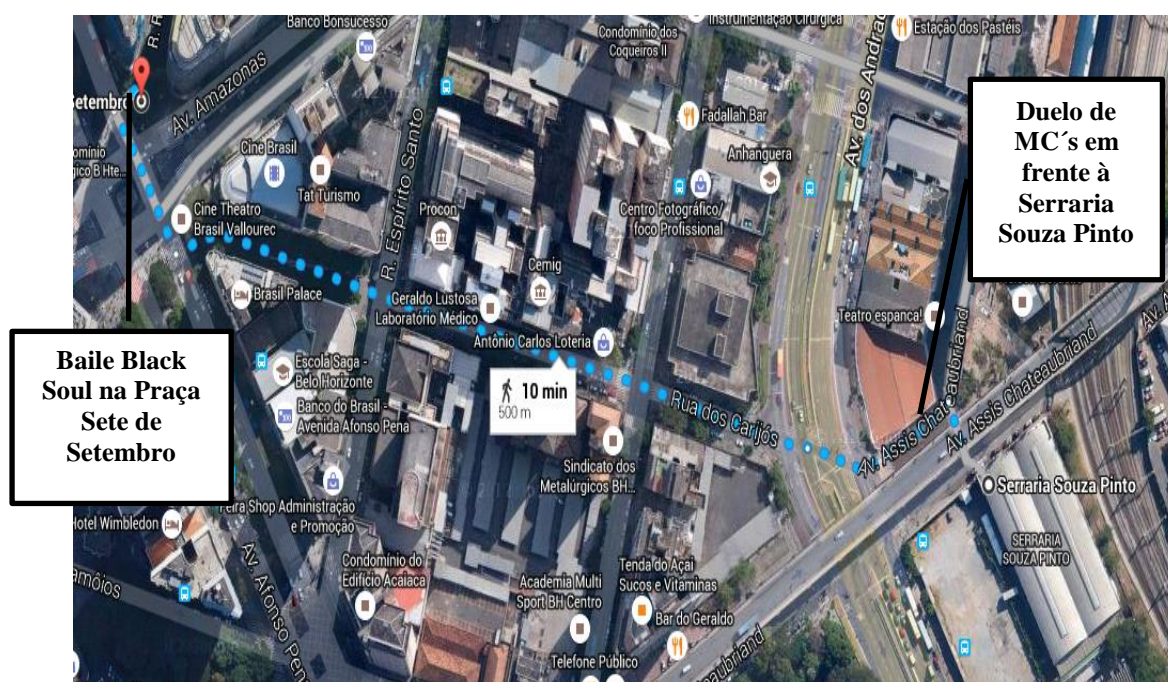 Banco Bonsucesso
Instrumentação Cirúrgica
Estação dos Pastéis
Condomínio dos
Coqueiros II
Av. Amazonas
Setembro
R. Espírito Santo
Av. dos Andrad
Fadallah Bar
Anhanguera
Cine Brasil
Tat Turismo
Cine Theatro
Brasil Vallourec
Procon
Centro Fotográfico/
foco Profissional
Duelo de
MC´s em
frente à
Serraria
Souza Pinto
Cemig
Brasil Palace
Geraldo Lustosa
Laboratório Médico
Antônio Carlos Loteria
Teatro espanca!
Baile Black
Soul na Praça
Sete de
Setembro
Escola Saga -
Belo Horizonte
Banco do Brasil -
Avenida Afonso Pena
10 min
500 m
Rua dos Carijós
Av. Assis Chateaubriand
Av. Assis Chateaubriand
Sindicato dos
Metalúrgicos BH...
Serraria Souza Pinto
Feira Shop Administração
e Promoção
Hotel Wimbledon
SERRARIA
SOUZA PINTO
Av. Afonso Pen
Condomínio do
Edifício Acaiaca
Academia Multi
Sport BH Centro
Tenda do Açai
Sucos e Vitaminas
Bar do Geraldo
Telefone Público
teaubriand
amôios